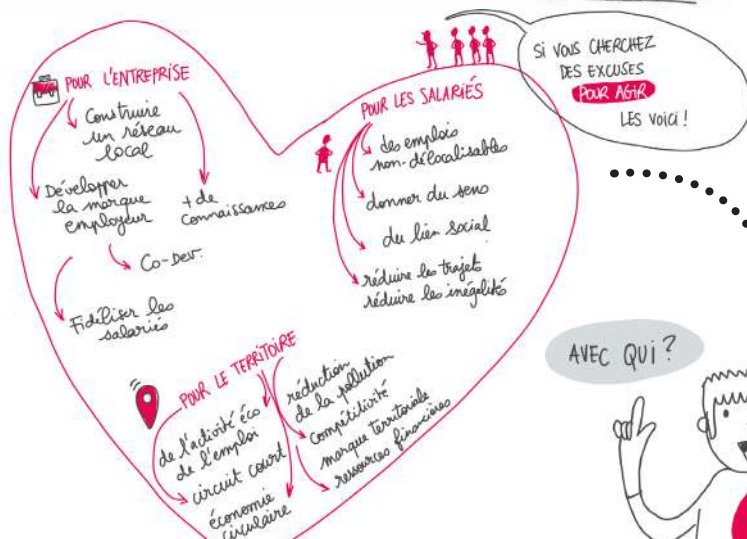 SI VOUS CHERCHEZ
DES EXCUSES
POUR AGIR
LES VOICI !
POUR L'ENTREPRISE
Construire
un réseau
local
Développer
la marque
employeur
+ de
connaissances
Co-Dev.
Fidéliser les
salariés
POUR LES SALARIÉS
des emplois
non-délocalisables
donner du sens
du lien social
réduire les trajets
réduire les inégalités
POUR LE TERRITOIRE
de l'activité éco
de l'emploi
circuit court
économie
circulaire
réduction
de la pollution
compétitivité
marque territoriale
ressources financières
AVEC QUI ?